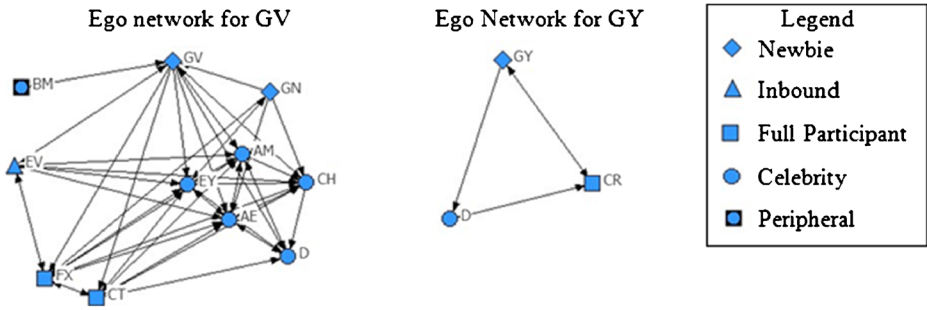 Ego network for GV
BM
GV
GN
EV
AM
EY
CH
AE
D
FX
CT
Ego Network for GY
GY
CR
D
Legend
Newbie
Inbound
Full Participant
Celebrity
Peripheral